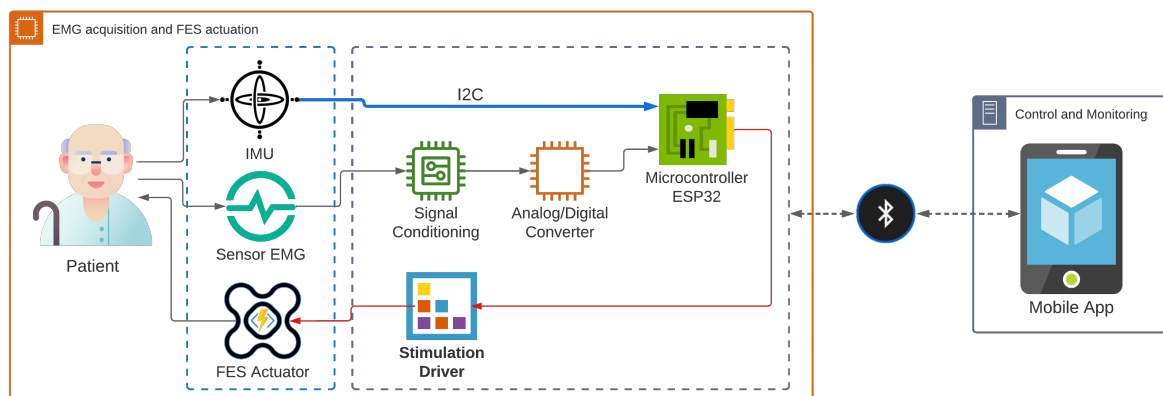 EMG acquisition and FES actuation
Control and Monitoring
I2C
IMU
Patient
Sensor EMG
Signal
Conditioning
Analog/Digital
Converter
Microcontroller
ESP32
Mobile App
FES Actuator
Stimulation
Driver